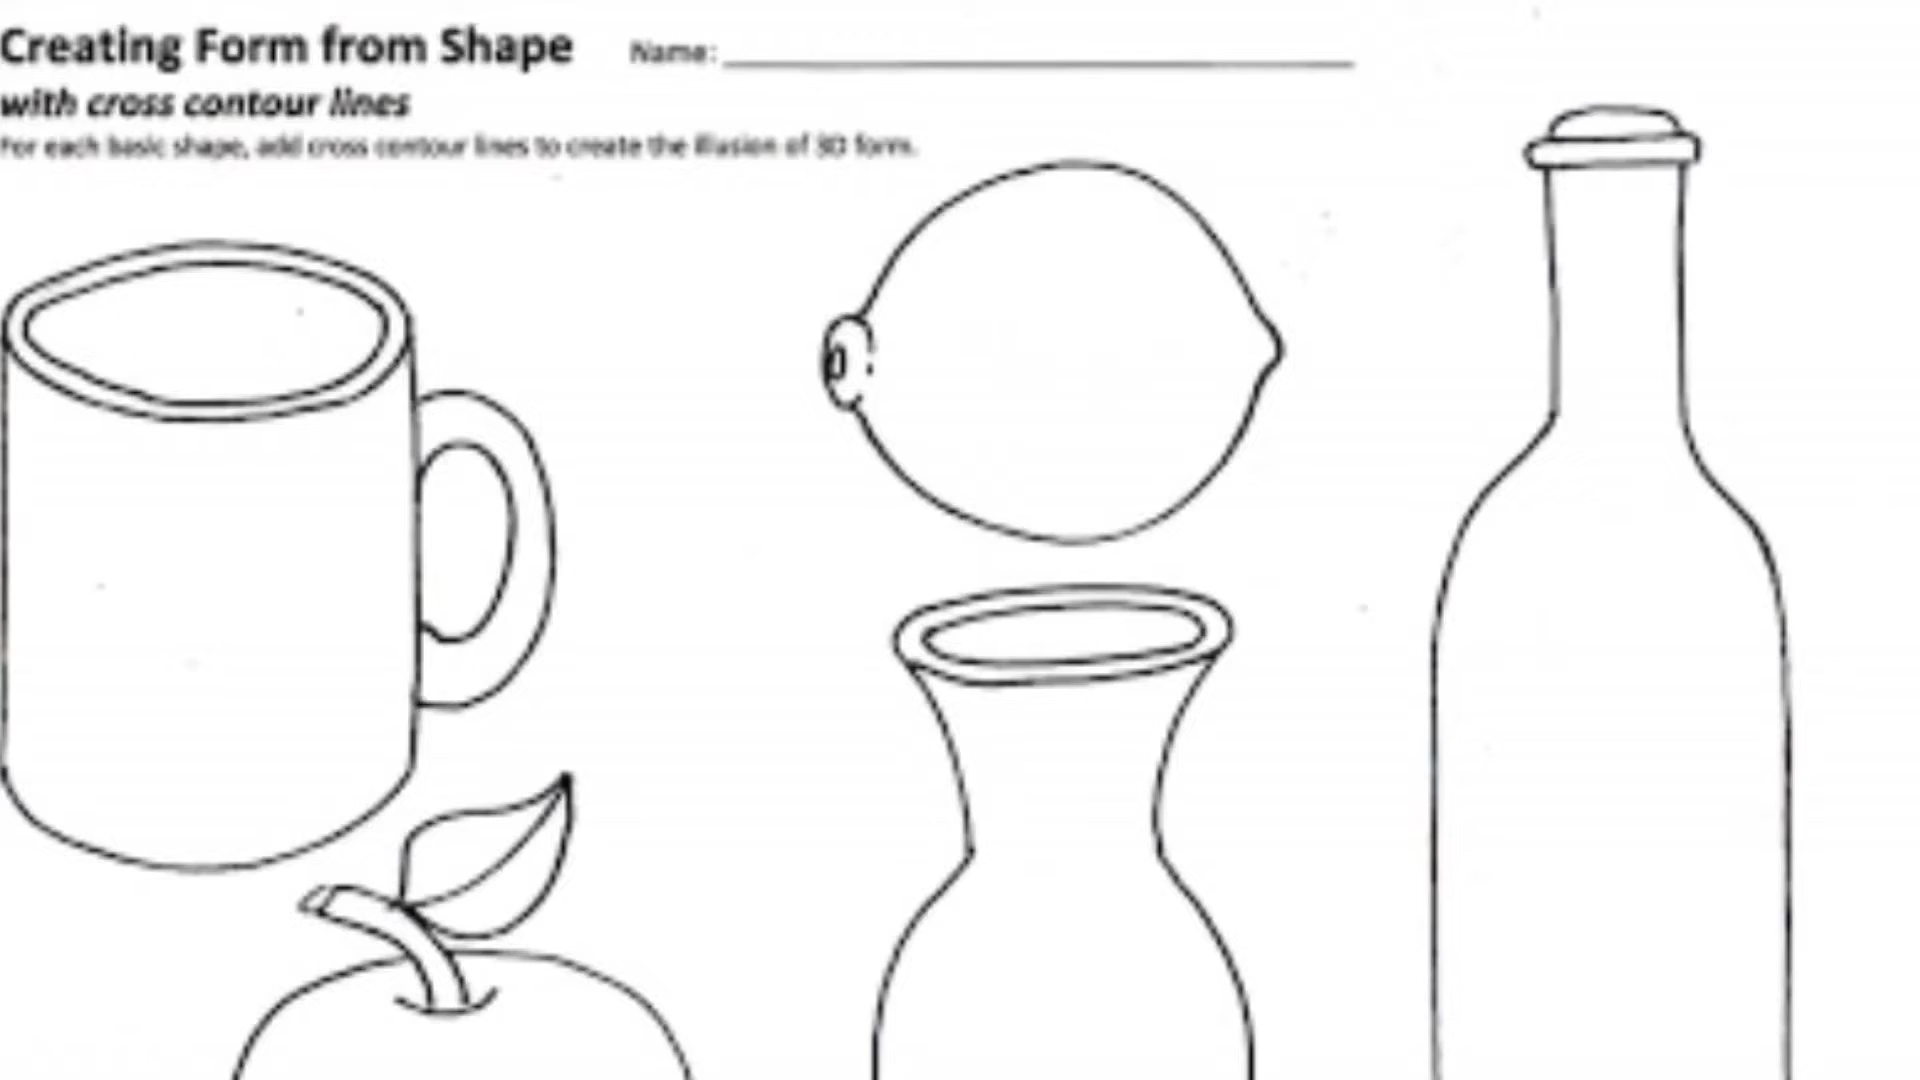 Creating Form from Shape Name:
with cross contour lines
For each basic shape, add cross contour lines to create the illusion of 3D form.